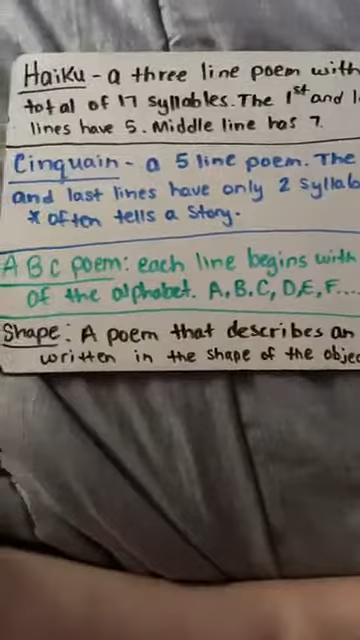 Haiku - a three line poem with
total of 17 syllables. The 1st and
lines have 5. Middle line has 7.
Cinquain - a 5 line poem. The
and last lines have only 2 syllab
* often tells a story.
ABC poem: each line begins with
of the alphabet. A, B, C, D, E, F....
Shape: A poem that describes an
written in the shape of the objec